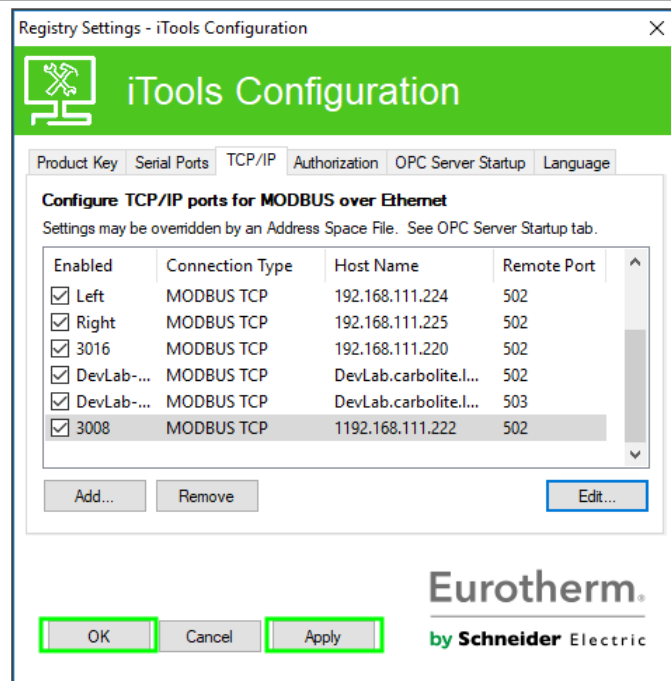 Registry Settings - iTools Configuration
iTools Configuration
Product Key Serial Ports TCP/IP Authorization OPC Server Startup Language
Configure TCP/IP ports for MODBUS over Ethernet
Settings may be overridden by an Address Space File. See OPC Server Startup tab.
Enabled Connection Type Host Name Remote Port
Left MODBUS TCP 192.168.111.224 502
Right MODBUS TCP 192.168.111.225 502
3016 MODBUS TCP 192.168.111.220 502
DevLab-... MODBUS TCP DevLab.carbolite.l... 502
DevLab-... MODBUS TCP DevLab.carbolite.l... 503
3008 MODBUS TCP 1192.168.111.222 502
Add... Remove Edit...
Eurotherm.
OK Cancel Apply by Schneider Electric